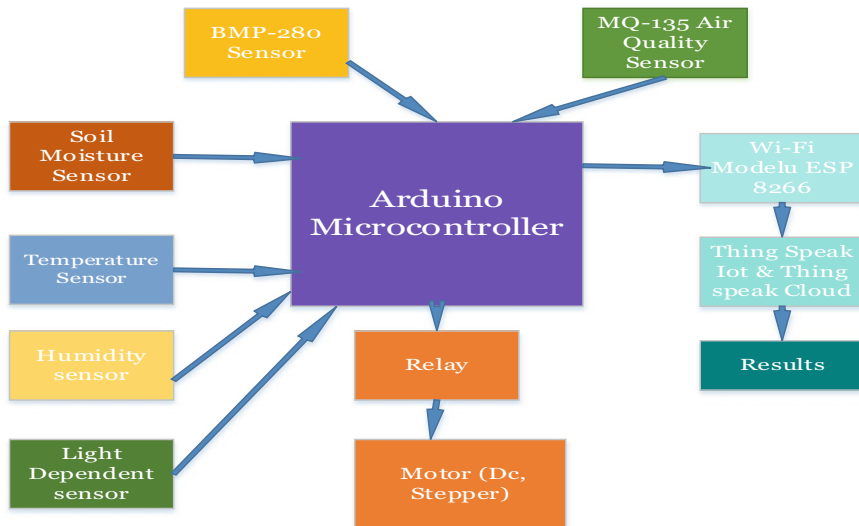 BMP-280
Sensor
MQ-135 Air
Quality
Sensor
Soil
Moisture
Sensor
Arduino
Microcontroller
Wi-Fi
Modelu ESP
8266
Temperature
Sensor
Thing Speak
Iot & Thing
speak Cloud
Humidity
sensor
Relay
Results
Light
Dependent
sensor
Motor (Dc,
Stepper)